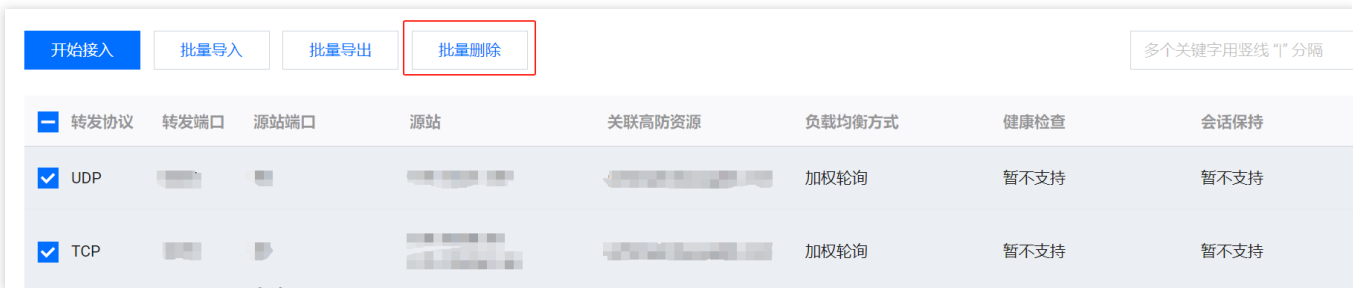 开始接入 批量导入 批量导出 批量删除 多个关键字用竖线 "|" 分隔
转发协议 转发端口 源站端口 源站 关联高防资源 负载均衡方式 健康检查 会话保持
UDP 加权轮询 暂不支持 暂不支持
TCP 加权轮询 暂不支持 暂不支持